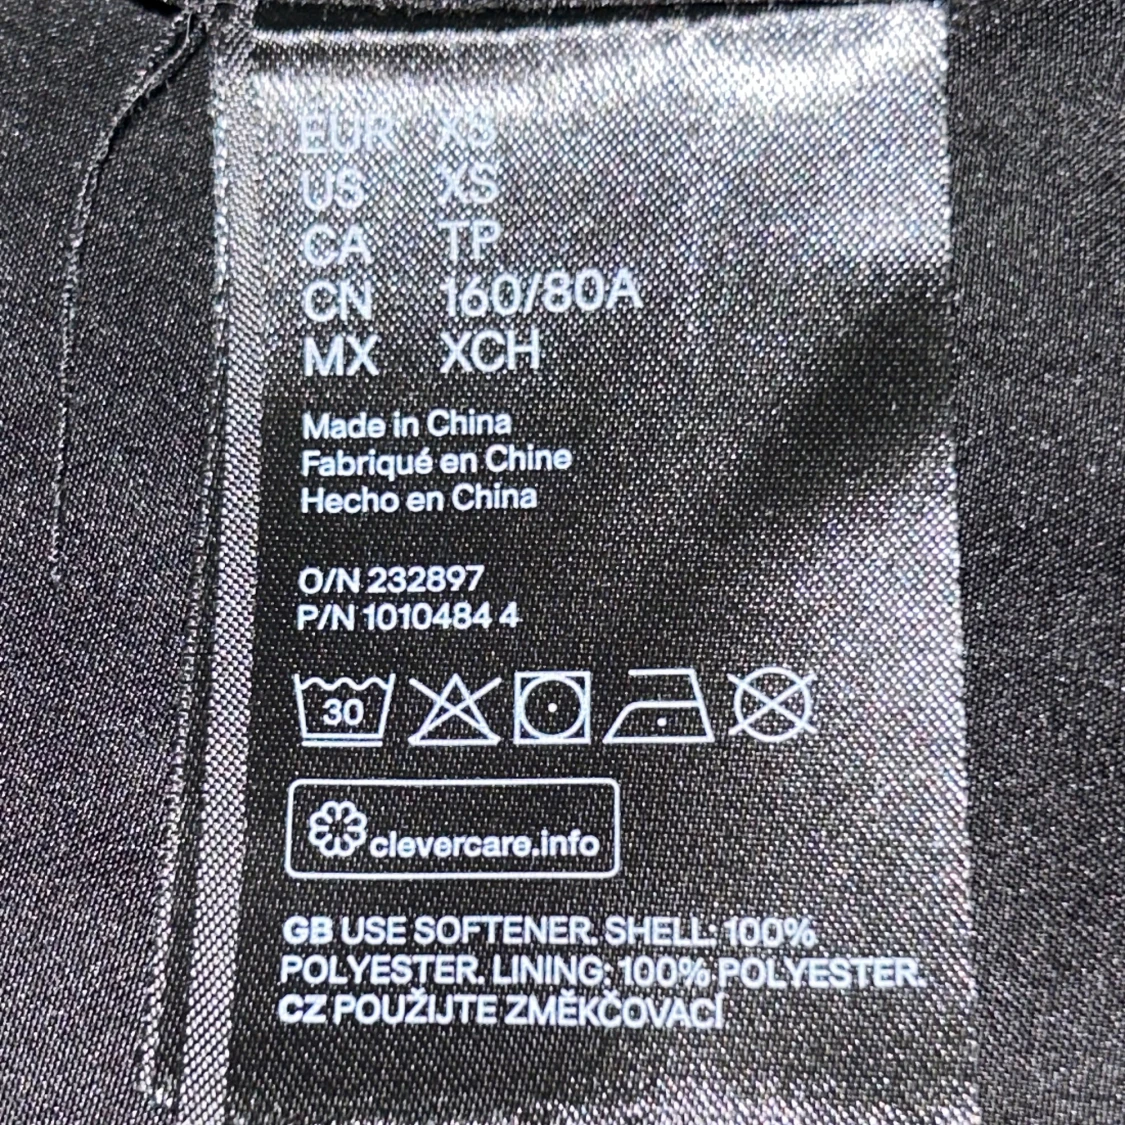 EUR XS
US XS
CA TP
CN 160/80A
MX XCH
Made in China
Fabriqué en Chine
Hecho en China
O/N 232897
P/N 1010484 4
30
clevercare.info
GB USE SOFTENER. SHELL: 100%
POLYESTER. LINING: 100% POLYESTER.
CZ POUŽIJTE ZMĚKČOVACÍ